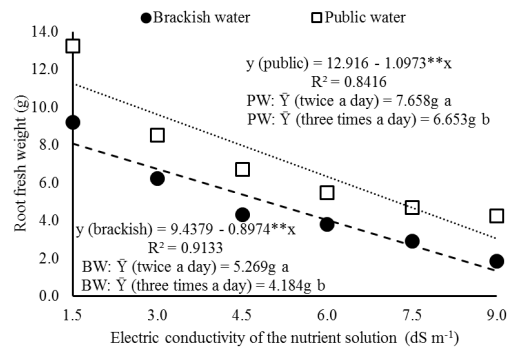 Brackish water Public water
14.0
12.0
10.0
8.0
6.0
4.0
2.0
0.0
Root fresh weight (g)
y (public) = 12.916 - 1.0973**x
R² = 0.8416
PW: Ȳ (twice a day) = 7.658g a
PW: Ȳ (three times a day) = 6.653g b
y (brackish) = 9.4379 - 0.8974**x
R² = 0.9133
BW: Ȳ (twice a day) = 5.269g a
BW: Ȳ (three times a day) = 4.184g b
1.5 3.0 4.5 6.0 7.5 9.0
Electric conductivity of the nutrient solution (dS m⁻¹)